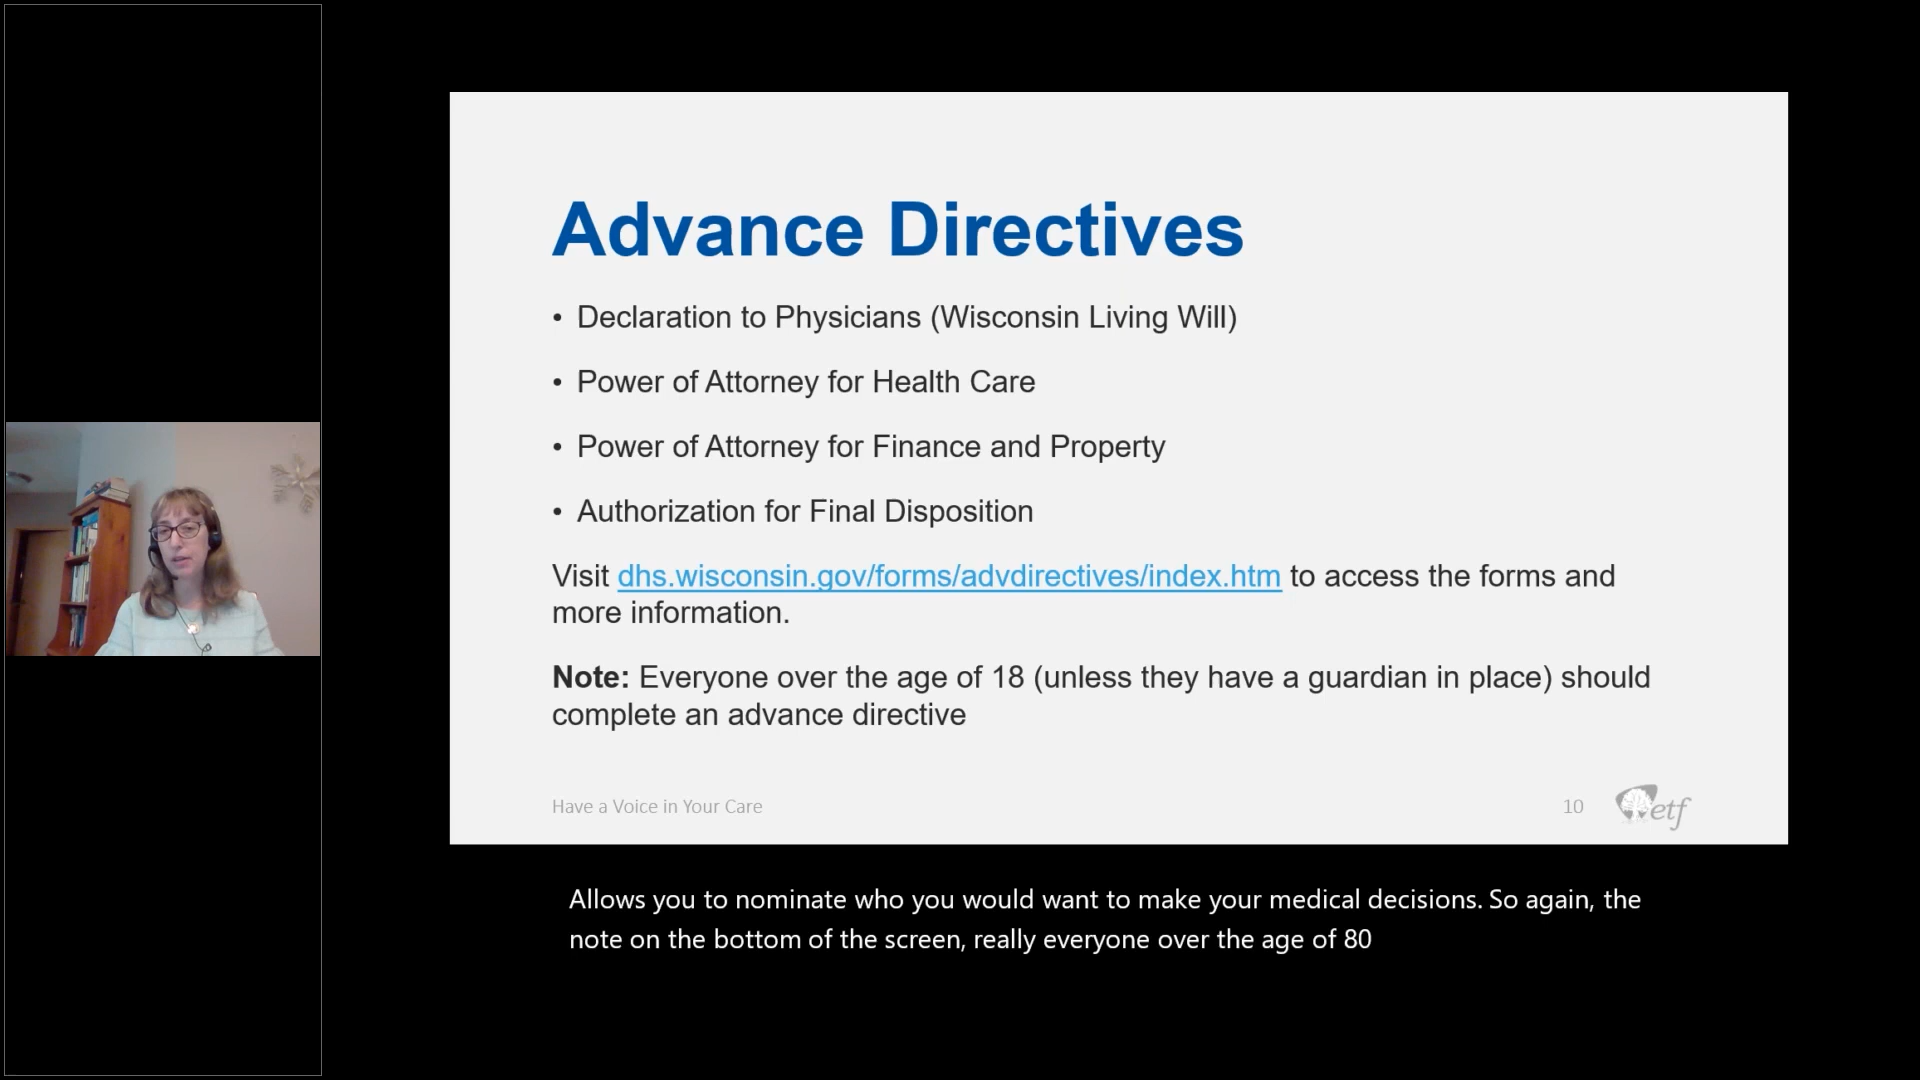 Advance Directives
• Declaration to Physicians (Wisconsin Living Will)
• Power of Attorney for Health Care
• Power of Attorney for Finance and Property
• Authorization for Final Disposition
Visit dhs.wisconsin.gov/forms/advdirectives/index.htm to access the forms and
more information.
Note: Everyone over the age of 18 (unless they have a guardian in place) should
complete an advance directive
Have a Voice in Your Care
10
etf
Allows you to nominate who you would want to make your medical decisions. So again, the
note on the bottom of the screen, really everyone over the age of 80